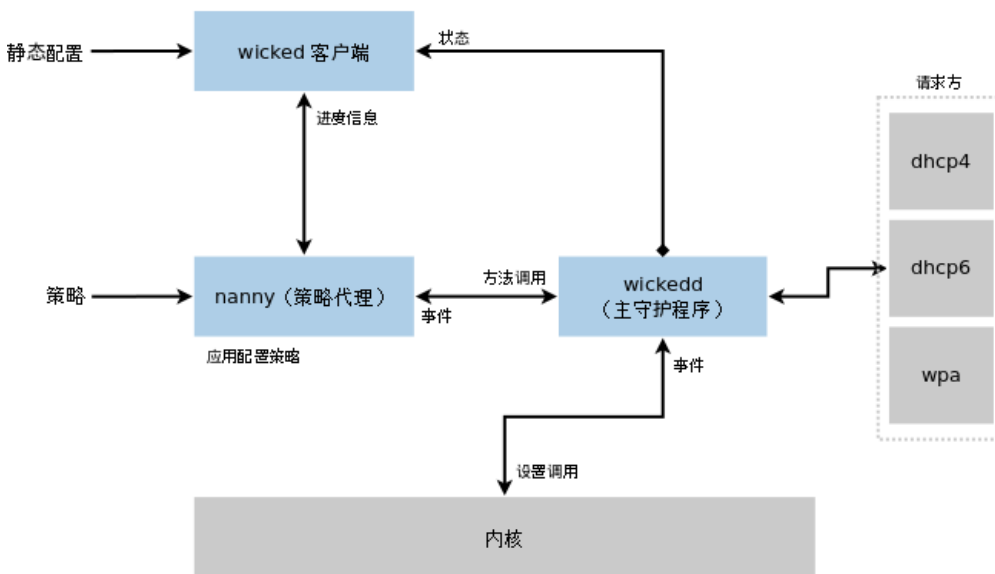 静态配置
wicked 客户端
状态
进度信息
请求方
dhcp4
dhcp6
wpa
策略
nanny（策略代理）
应用配置策略
方法调用
事件
wickedd
（主守护程序）
事件
设置调用
内核